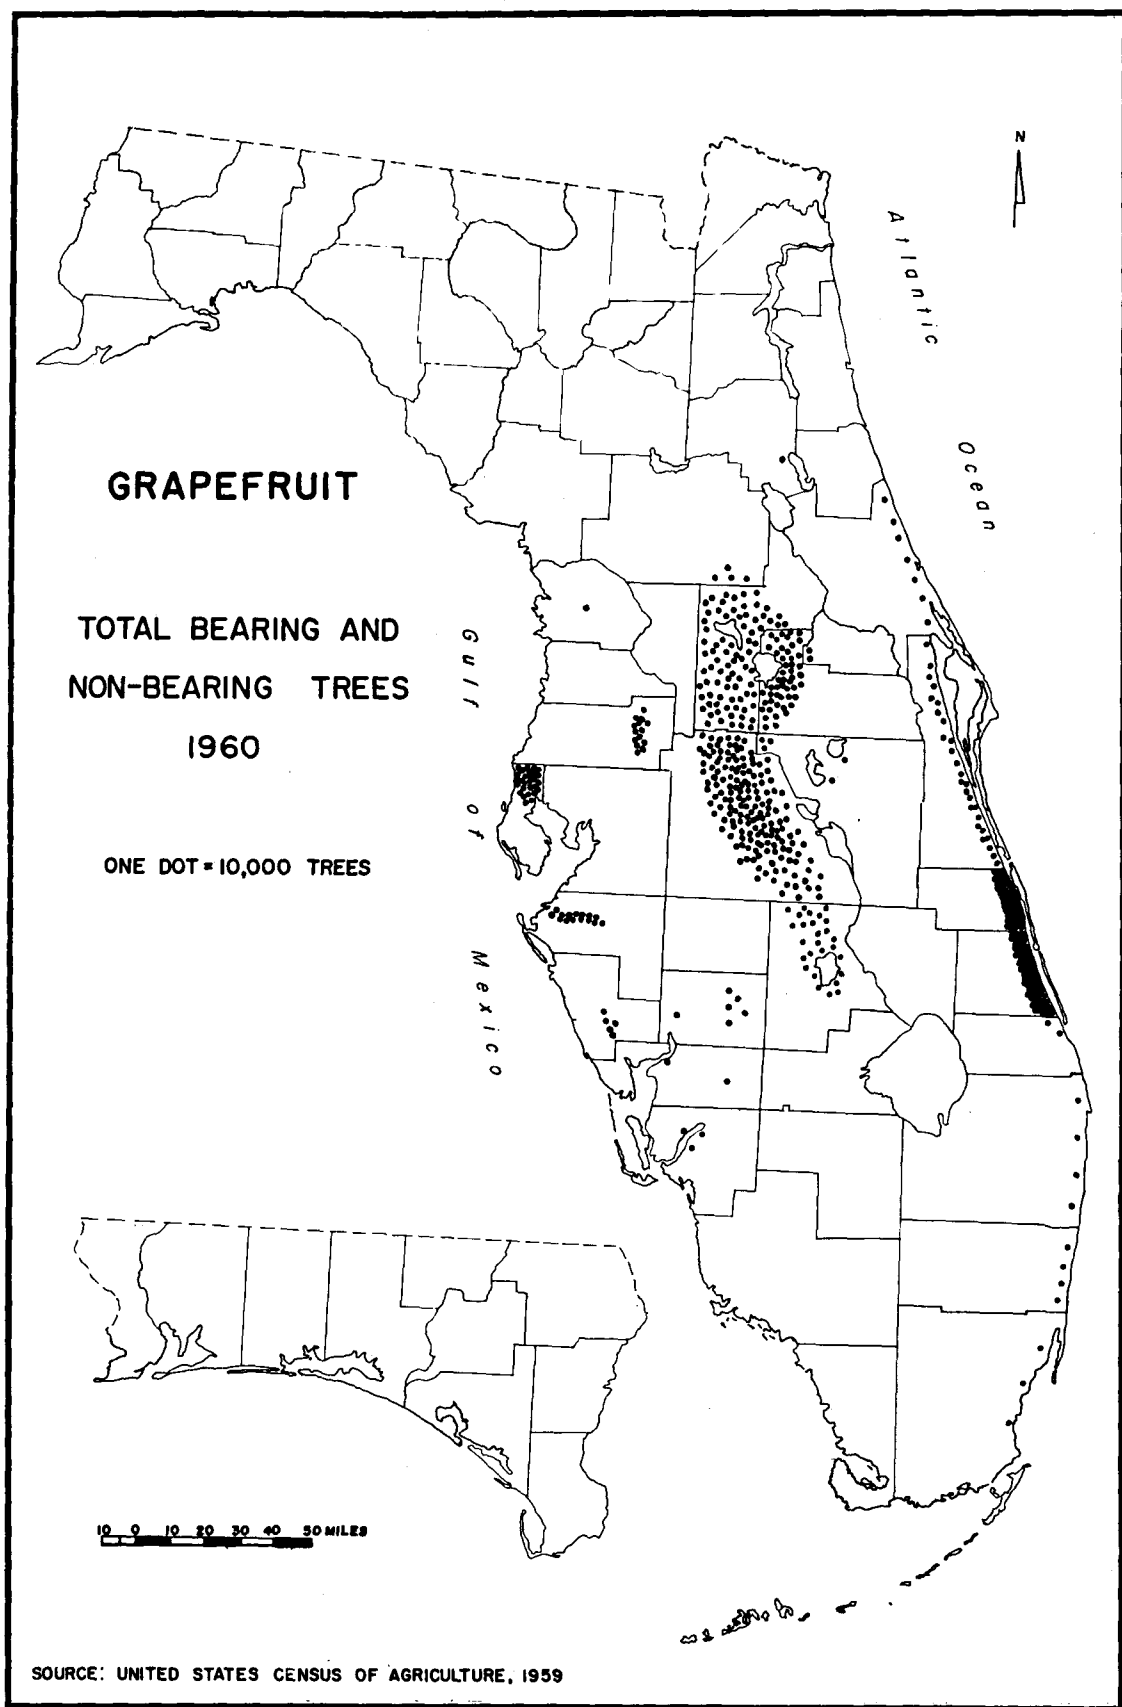 N
Atlantic
Ocean
GRAPEFRUIT
TOTAL BEARING AND
NON-BEARING TREES
1960
ONE DOT = 10,000 TREES
Gulf of Mexico
10 0 10 20 30 40 50 MILES
SOURCE: UNITED STATES CENSUS OF AGRICULTURE, 1959